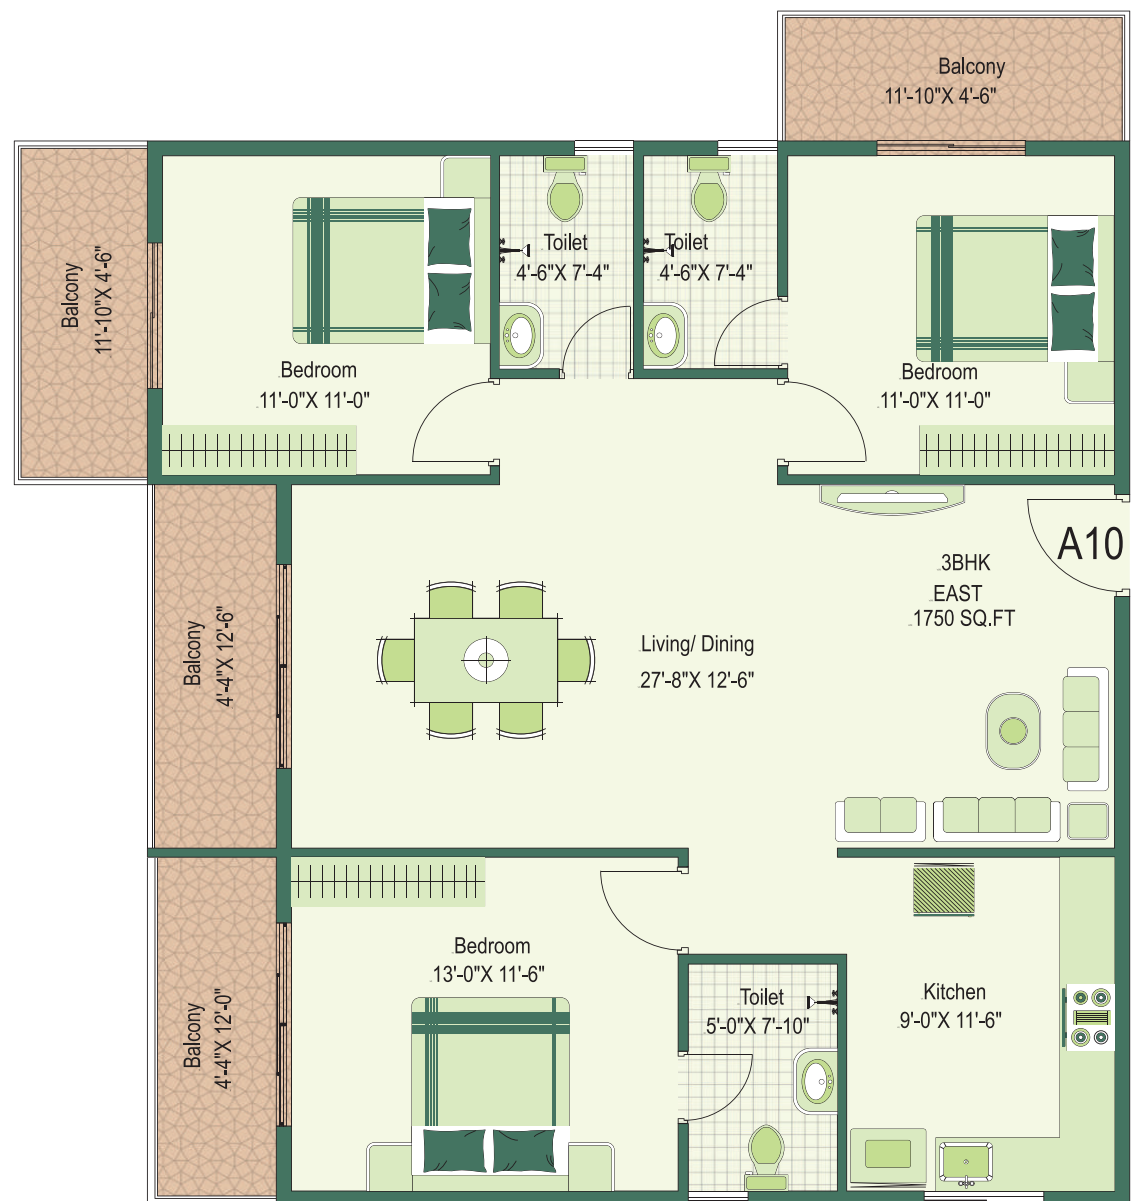 Balcony
11'-10"X 4'-6"
Balcony
11'-10"X 4'-6"
Toilet
4'-6"X 7'-4"
Toilet
4'-6"X 7'-4"
Bedroom
11'-0"X 11'-0"
Bedroom
11'-0"X 11'-0"
A10
3BHK
EAST
1750 SQ.FT
Balcony
4'-4"X 12'-6"
Living/ Dining
27'-8"X 12'-6"
Bedroom
13'-0"X 11'-6"
Balcony
4'-4"X 12'-0"
Toilet
5'-0"X 7'-10"
Kitchen
9'-0"X 11'-6"